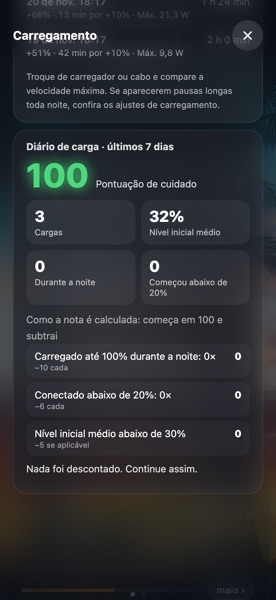 20 de nov. 18:17 1 h 24 min
+66% · 13 min por +10% · Máx. 21,3 W
Carregamento
18:17 2 h 0 min
+51% · 42 min por +10% · Máx. 9,8 W
Troque de carregador ou cabo e compare a
velocidade máxima. Se aparecerem pausas longas
toda noite, confira os ajustes de carregamento.
Diário de carga · últimos 7 dias
100 Pontuação de cuidado
3
Cargas
32%
Nível inicial médio
0
Durante a noite
0
Começou abaixo de
20%
Como a nota é calculada: começa em 100 e
subtrai
Carregado até 100% durante a noite: 0× 0
−10 cada
Conectado abaixo de 20%: 0× 0
−6 cada
Nível inicial médio abaixo de 30% 0
−5 se aplicável
Nada foi descontado. Continue assim.
mais ›